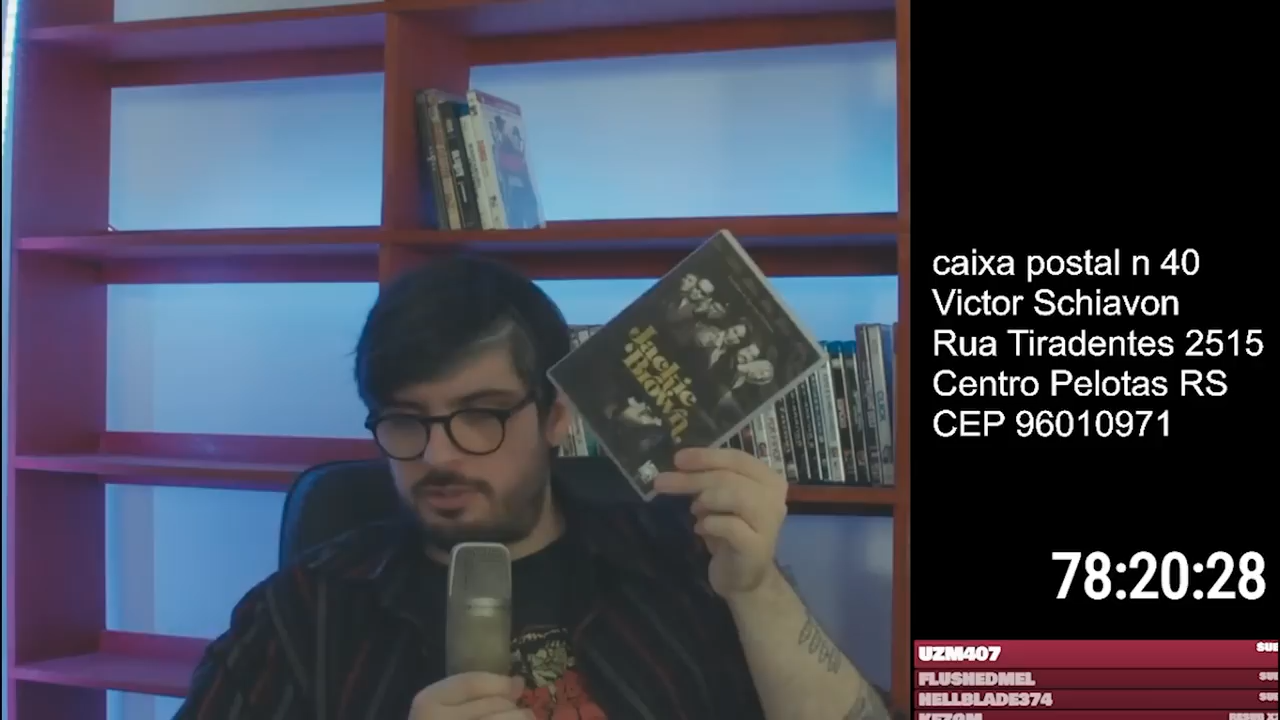 Jackie
Brown.
caixa postal n 40
Victor Schiavon
Rua Tiradentes 2515
Centro Pelotas RS
CEP 96010971
78:20:28
UZM407
FLUSHEDMEL
HELLBLADE374